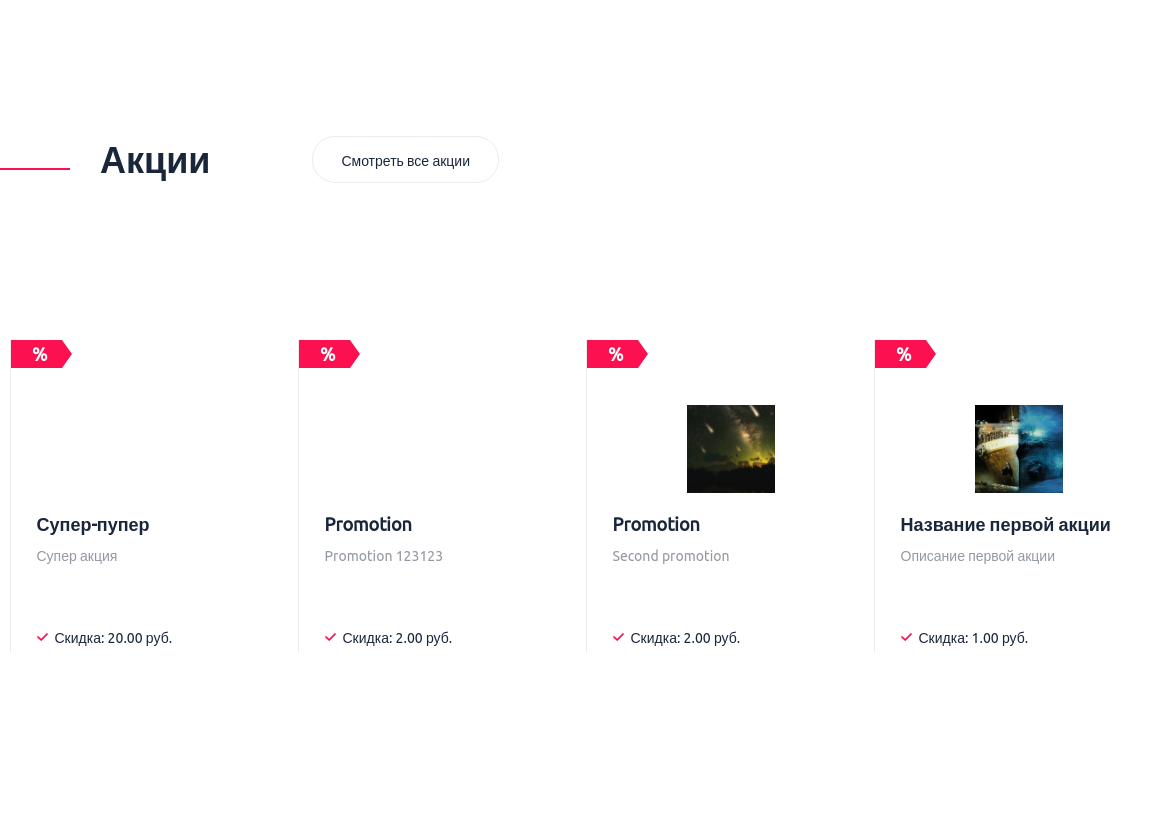 Акции
Смотреть все акции
%
Супер-пупер
Супер акция
Скидка: 20.00 руб.
%
Promotion
Promotion 123123
Скидка: 2.00 руб.
%
Promotion
Second promotion
Скидка: 2.00 руб.
%
Название первой акции
Описание первой акции
Скидка: 1.00 руб.